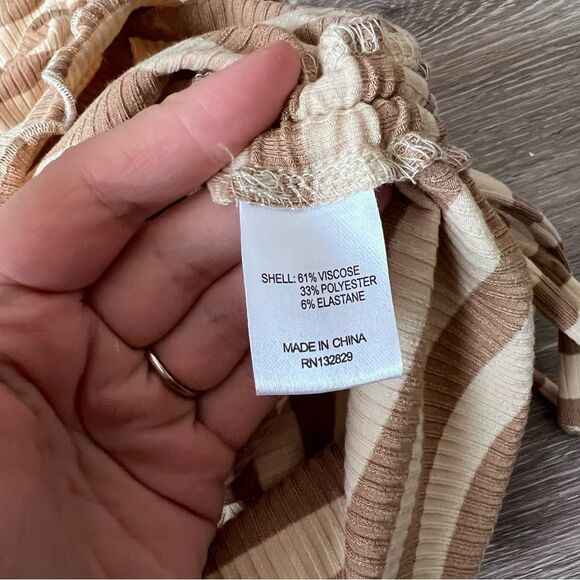 SHELL: 61% VISCOSE
33% POLYESTER
6% ELASTANE
MADE IN CHINA
RN132829